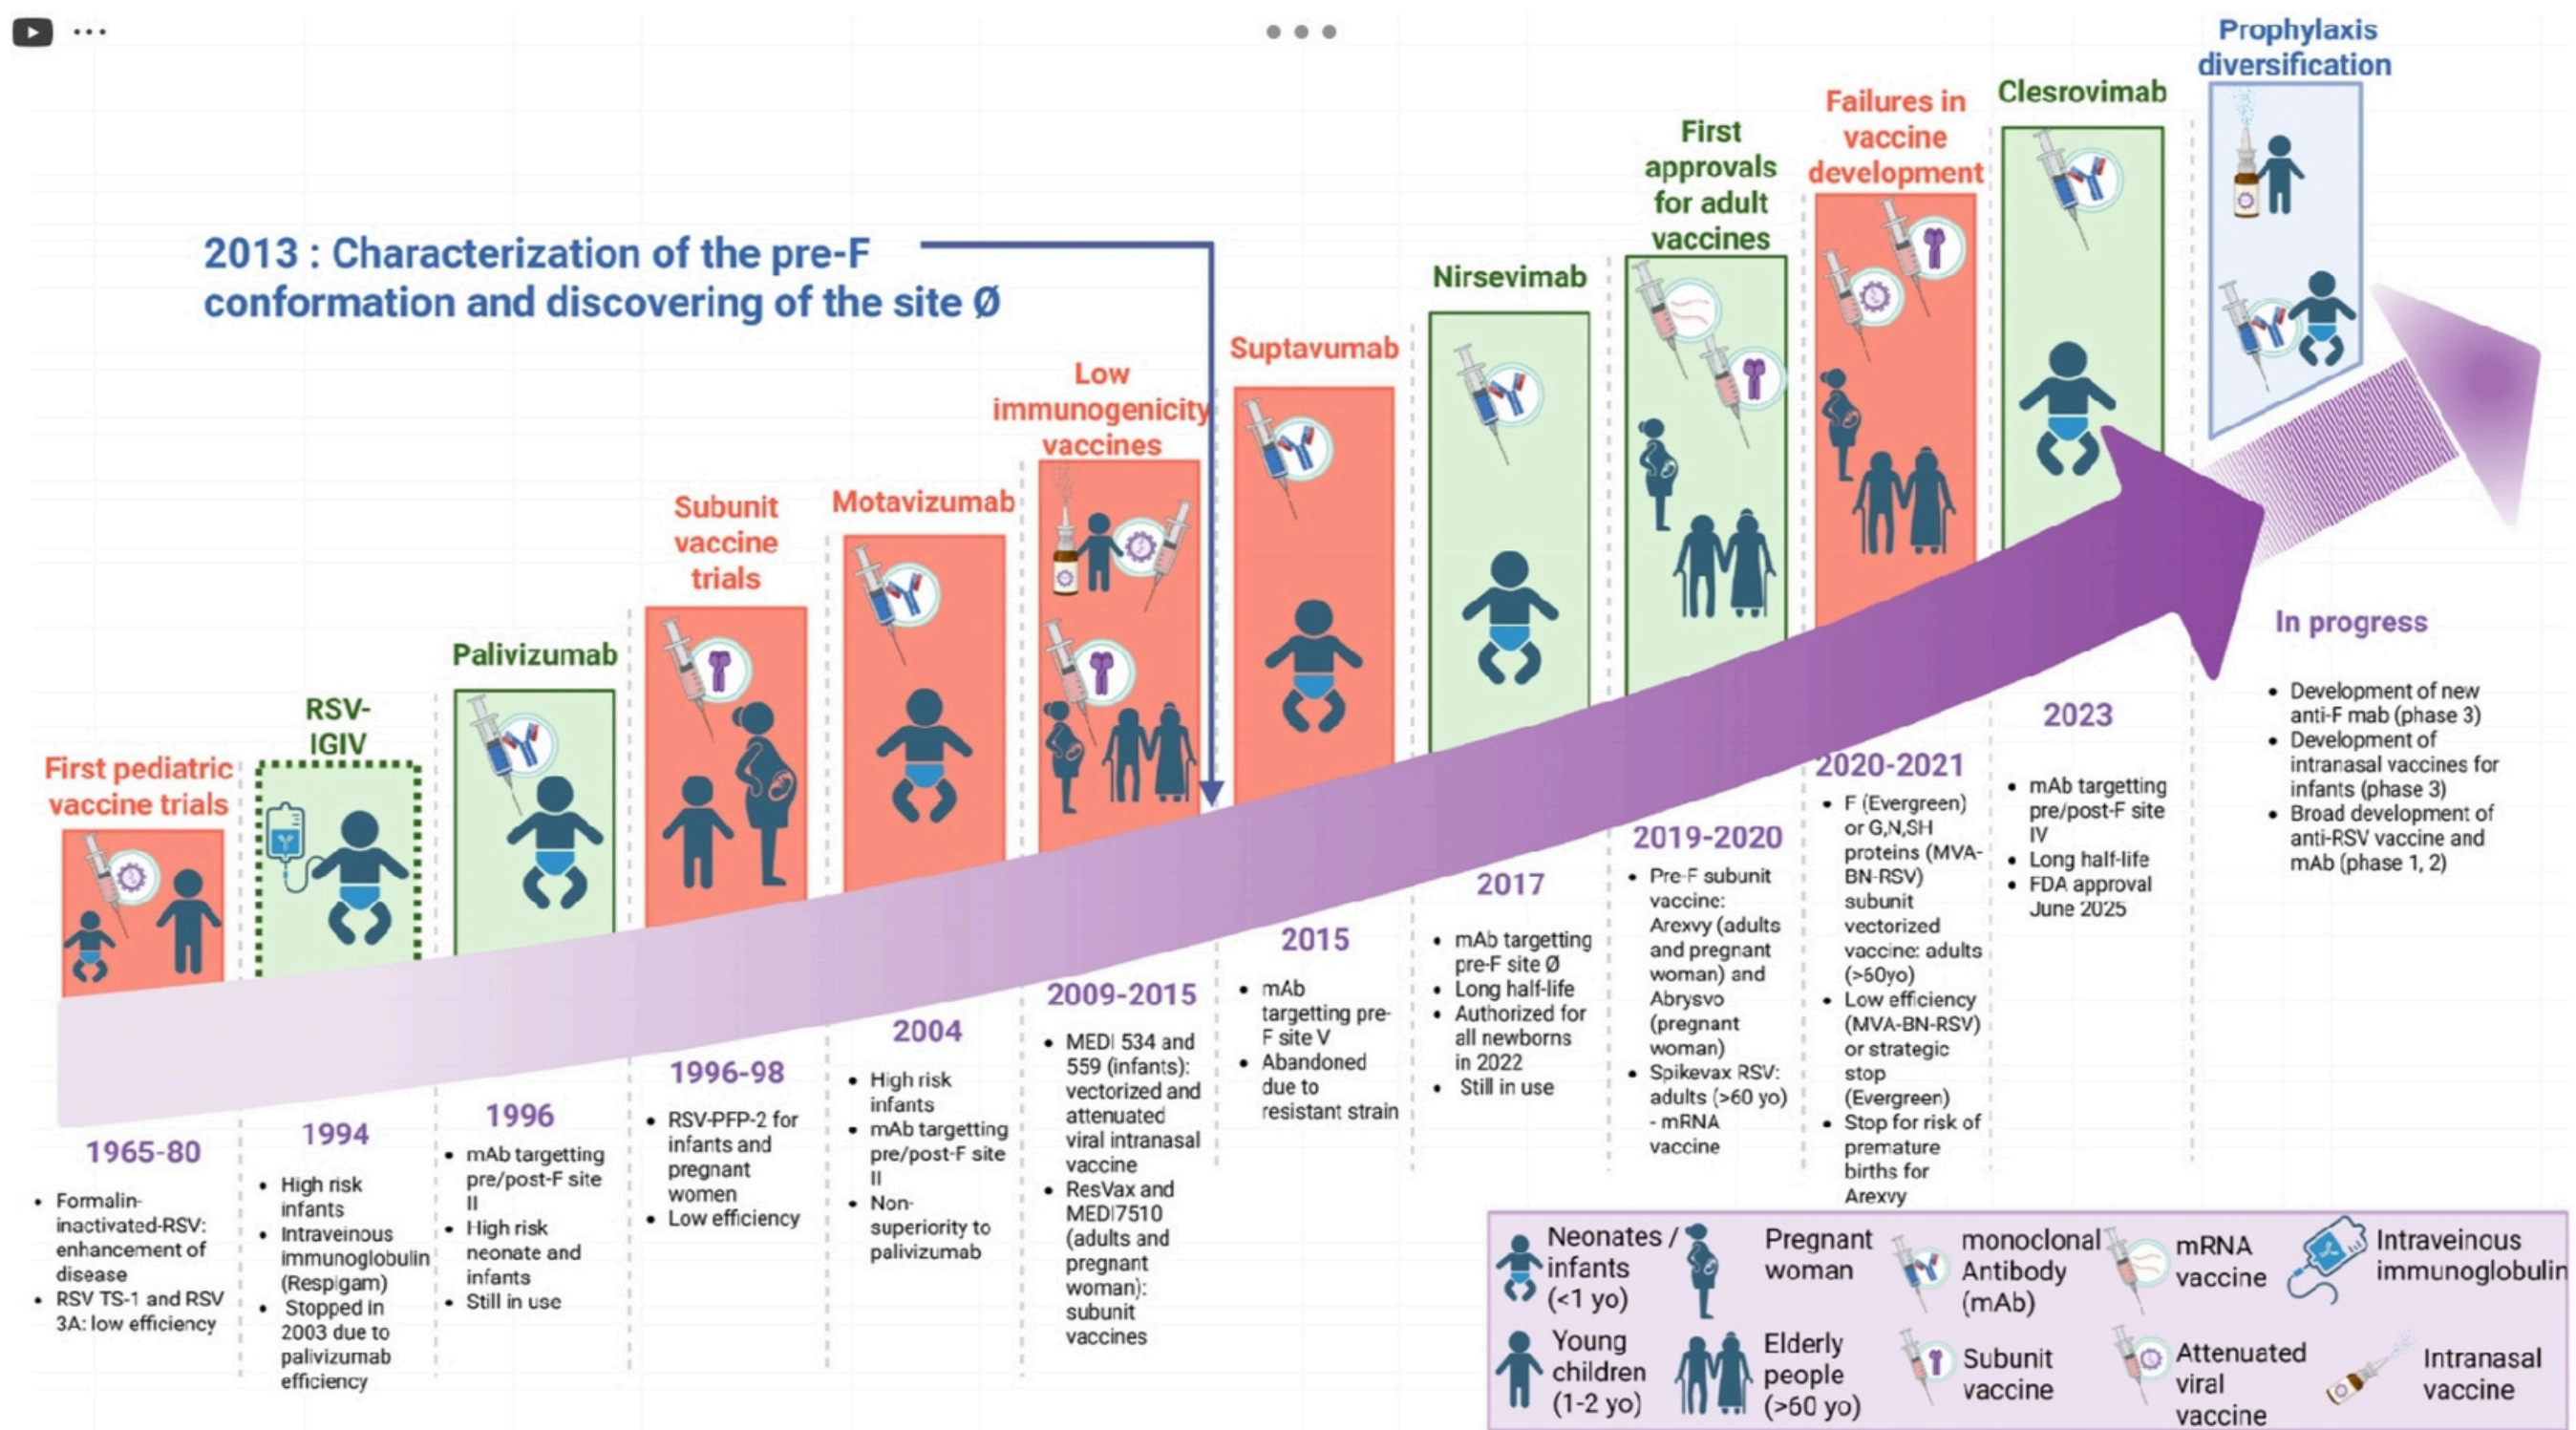 Prophylaxis
diversification
Clesrovimab
Failures in
vaccine
development
First
approvals
for adult
vaccines
2013 : Characterization of the pre-F
conformation and discovering of the site Ø
Nirsevimab
Suptavumab
Low
immunogenicity
vaccines
Motavizumab
Subunit
vaccine
trials
Palivizumab
RSV-
IGIV
First pediatric
vaccine trials
1965-80
• Formalin-
inactivated-RSV:
enhancement of
disease
• RSV TS-1 and RSV
3A: low efficiency
1994
• High risk
infants
• Intraveinous
immunoglobulin
(Respigam)
• Stopped in
2003 due to
palivizumab
efficiency
1996
• mAb targetting
pre/post-F site
II
• High risk
neonate and
infants
• Still in use
1996-98
• RSV-PFP-2 for
infants and
pregnant
women
• Low efficiency
2004
• High risk
infants
• mAb targetting
pre/post-F site
II
• Non-
superiority to
palivizumab
2009-2015
• MEDI 534 and
559 (infants):
vectorized and
attenuated
viral intranasal
vaccine
• ResVax and
MEDI7510
(adults and
pregnant
woman):
subunit
vaccines
2015
• mAb
targetting pre-
F site V
• Abandoned
due to
resistant strain
2017
• mAb targetting
pre-F site Ø
• Long half-life
• Authorized for
all newborns
in 2022
• Still in use
2019-2020
• Pre-F subunit
vaccine:
Arexvy (adults
and pregnant
woman) and
Abrysvo
(pregnant
woman)
• Spikevax RSV:
adults (>60 yo)
- mRNA
vaccine
2020-2021
• F (Evergreen)
or G,N,SH
proteins (MVA-
BN-RSV)
subunit
vectorized
vaccine: adults
(>60yo)
• Low efficiency
(MVA-BN-RSV)
or strategic
stop
(Evergreen)
• Stop for risk of
premature
births for
Arexvy
2023
• mAb targetting
pre/post-F site
IV
• Long half-life
• FDA approval
June 2025
In progress
• Development of new
anti-F mab (phase 3)
• Development of
intranasal vaccines for
infants (phase 3)
• Broad development of
anti-RSV vaccine and
mAb (phase 1, 2)
Neonates /
infants
(<1 yo)
Pregnant
woman
monoclonal
Antibody
(mAb)
mRNA
vaccine
Intraveinous
immunoglobulin
Young
children
(1-2 yo)
Elderly
people
(>60 yo)
Subunit
vaccine
Attenuated
viral
vaccine
Intranasal
vaccine